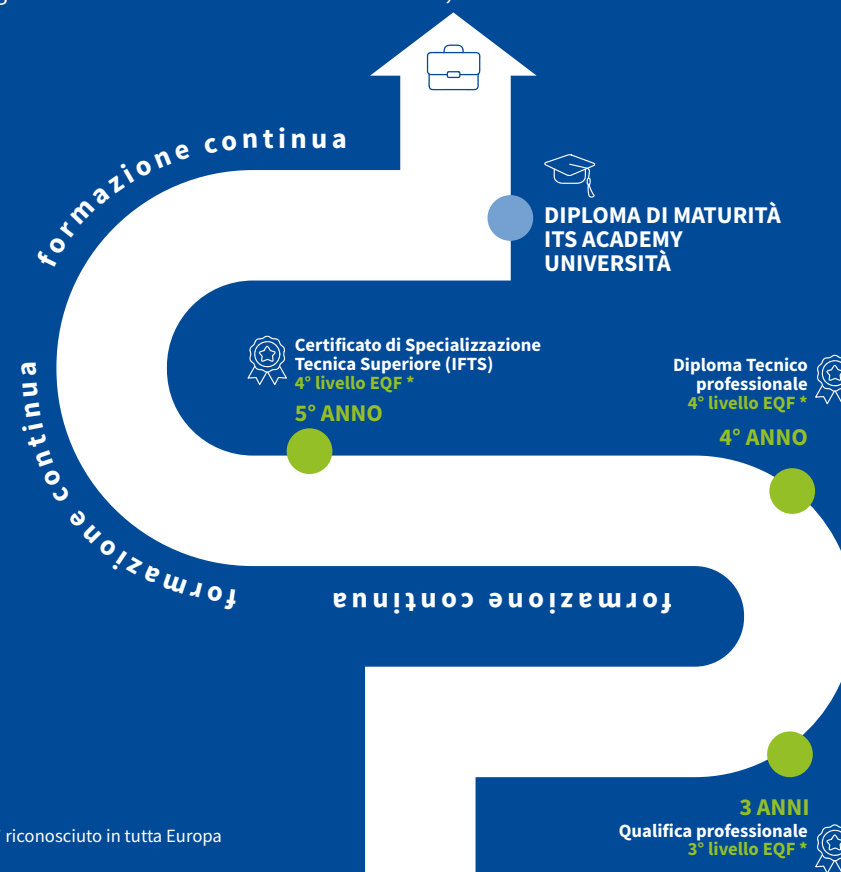 formazione continua
DIPLOMA DI MATURITÀ
ITS ACADEMY
UNIVERSITÀ
Certificato di Specializzazione
Tecnica Superiore (IFTS)
4° livello EQF *
5° ANNO
Diploma Tecnico
professionale
4° livello EQF *
4° ANNO
formazione continua
formazione continua
3 ANNI
Qualifica professionale
3° livello EQF *
riconosciuto in tutta Europa